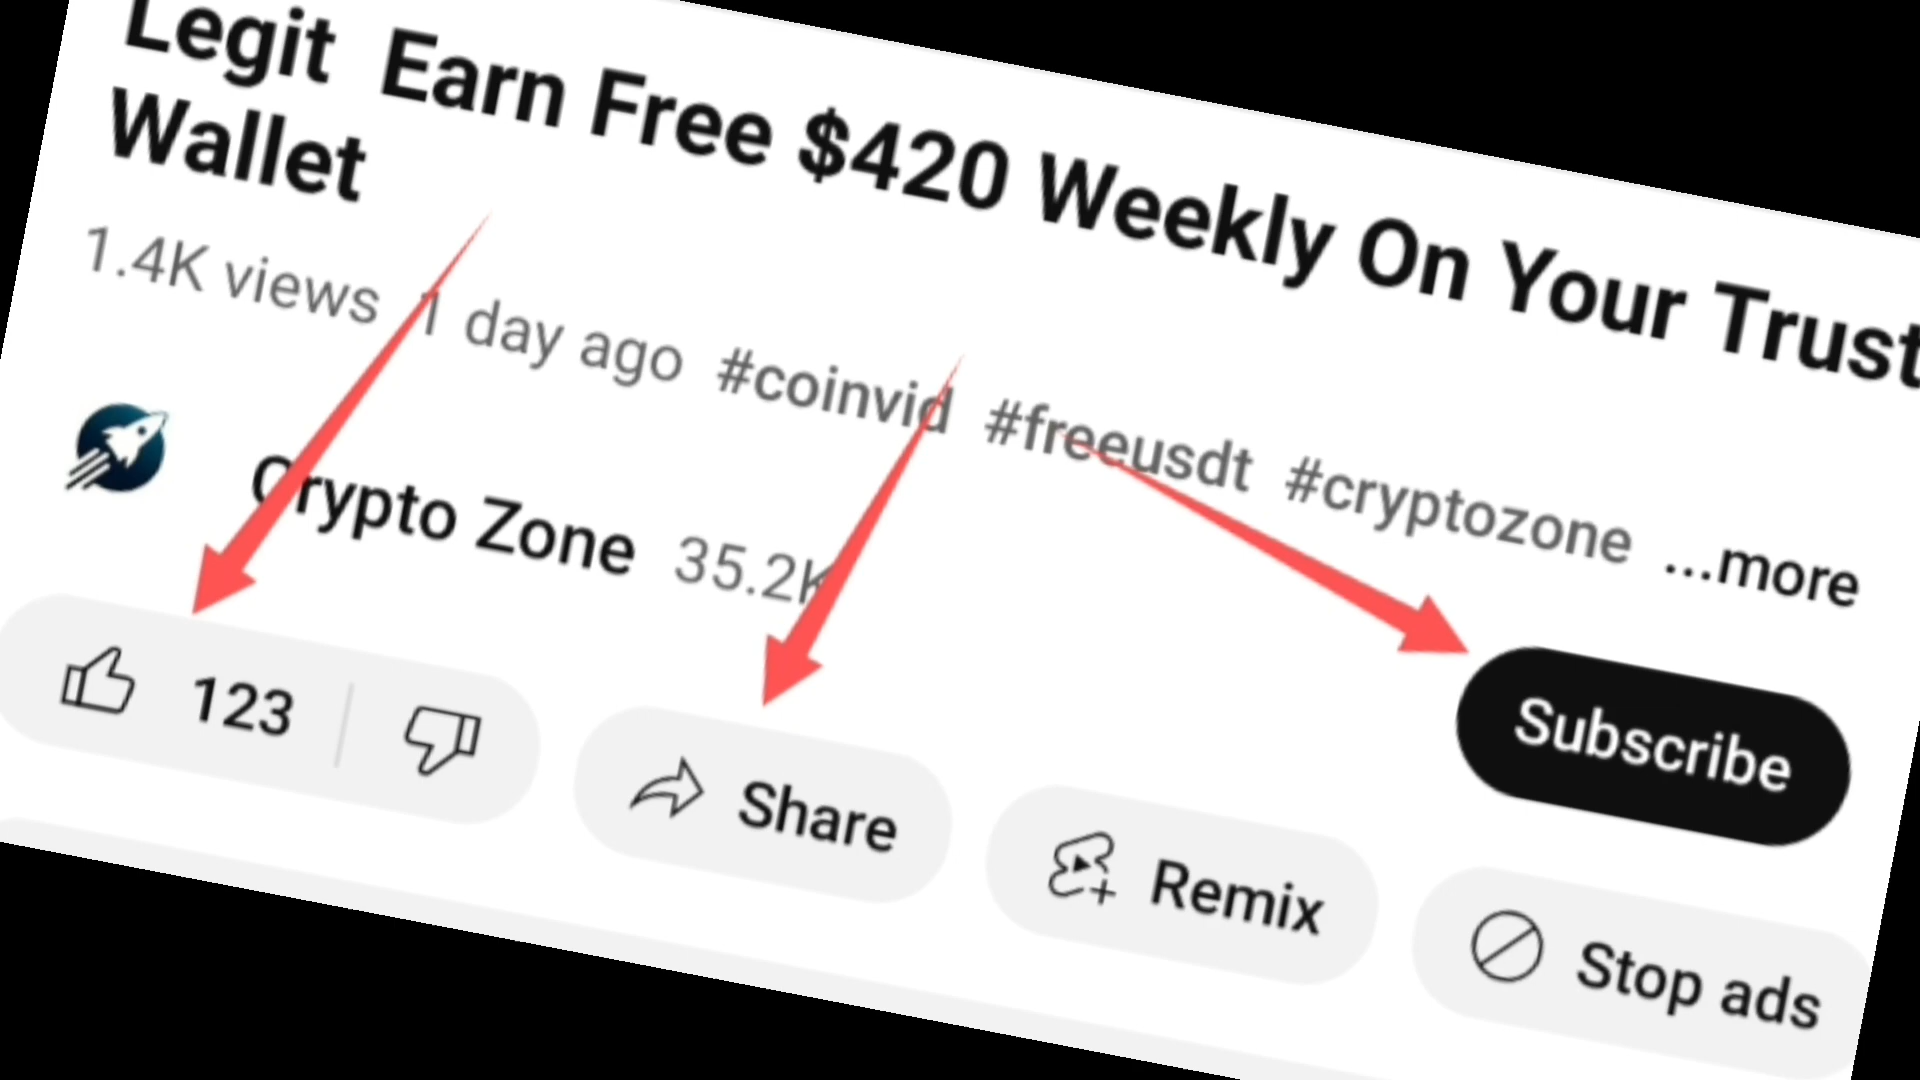 Legit Earn Free $420 Weekly On Your Trust
Wallet
1.4K views 1 day ago #coinvid #freeusdt #cryptozone ...more
Crypto Zone 35.2K
Subscribe
123
Share
Remix
Stop ads